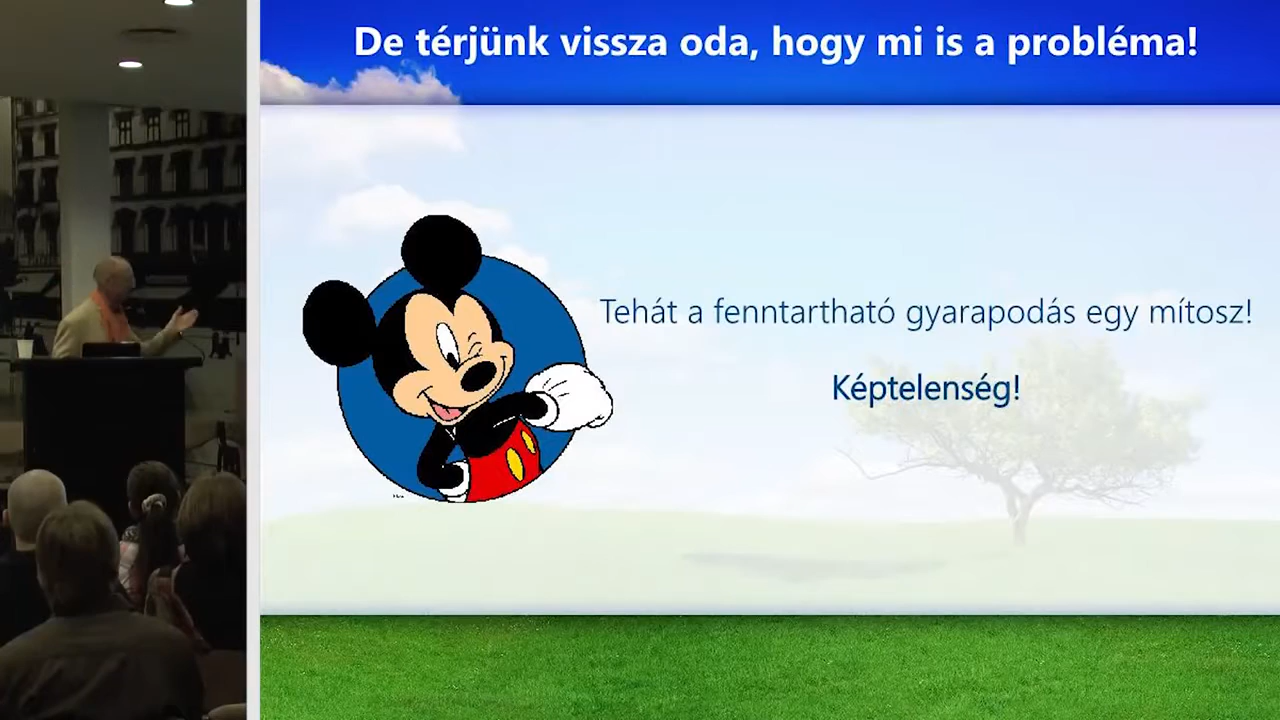 De térjünk vissza oda, hogy mi is a probléma!
Tehát a fenntartható gyarapodás egy mítosz!
Képtelenség!